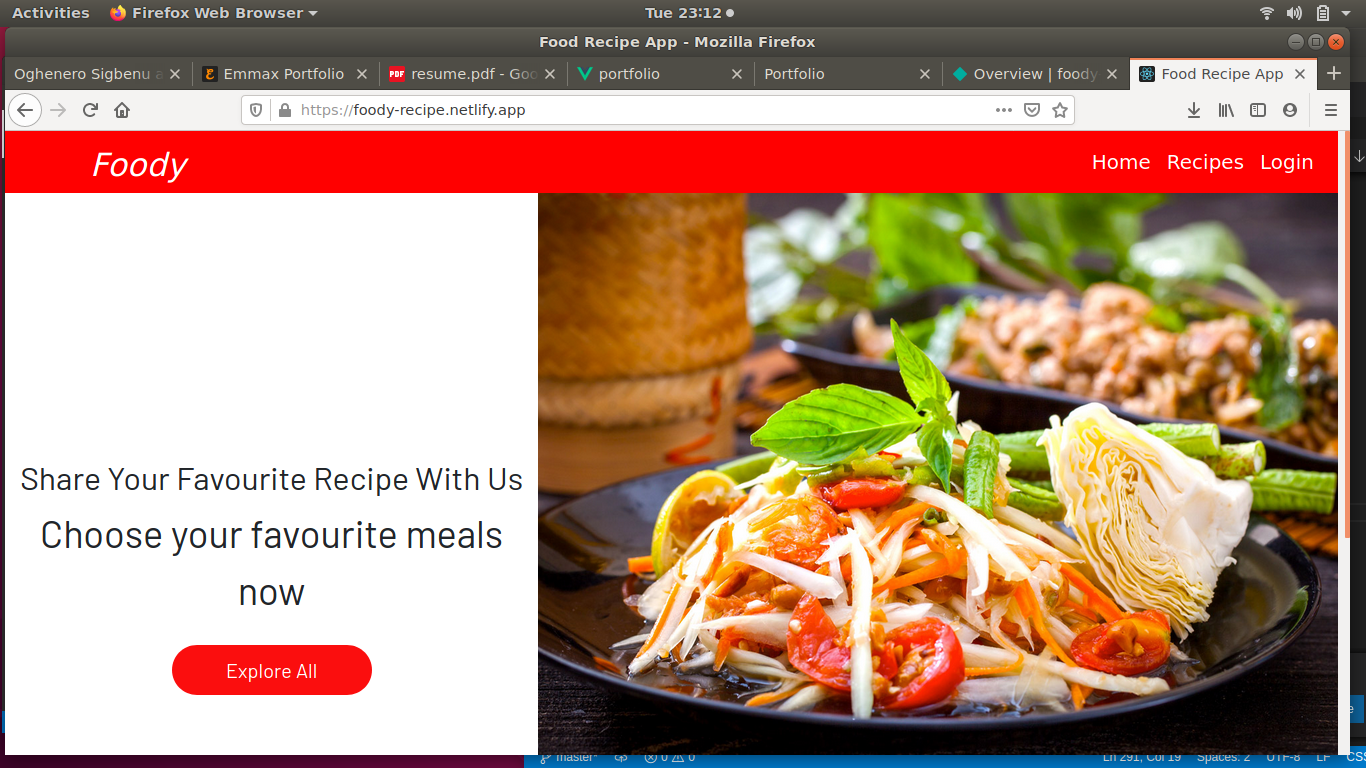 Activities
Firefox Web Browser
Tue 23:12
Food Recipe App - Mozilla Firefox
Oghenero Sigbenu a
Emmax Portfolio
PDF
resume.pdf - Goo
portfolio
Portfolio
Overview | foody
Food Recipe App
https://foody-recipe.netlify.app
Foody
Home
Recipes
Login
Share Your Favourite Recipe With Us
Choose your favourite meals
now
Explore All
master*
0
0
Ln 291, Col 19
Spaces: 2
UTF-8
LF
CSS